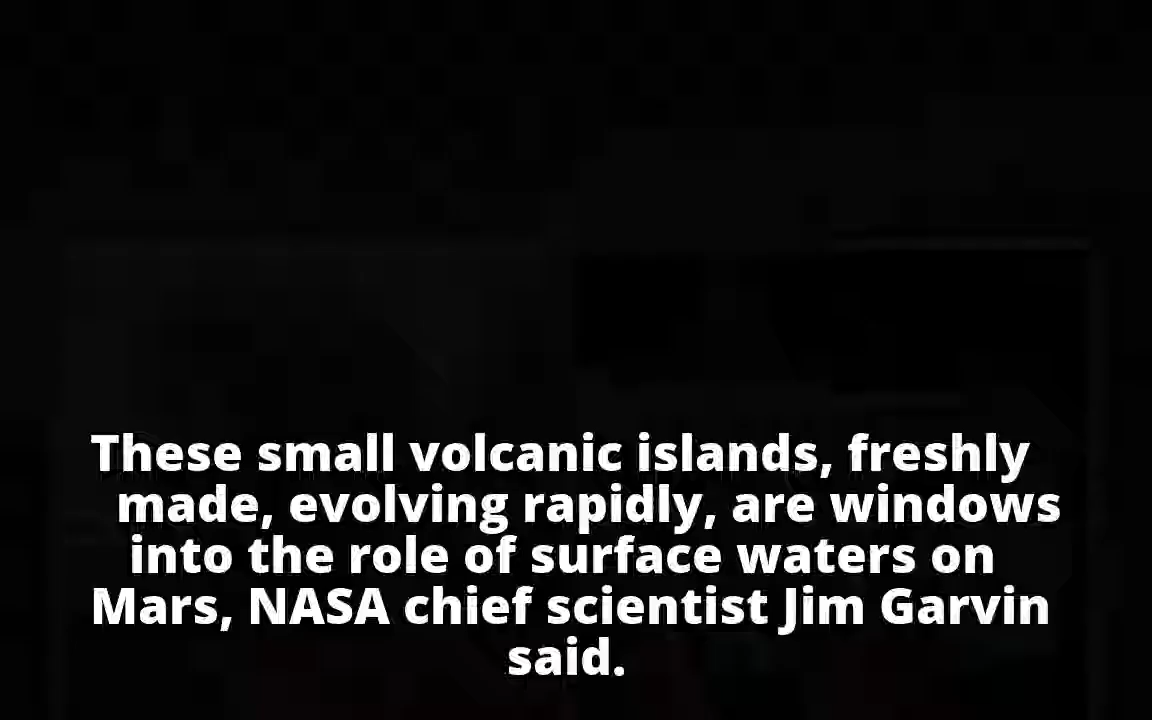 These small volcanic islands, freshly
made, evolving rapidly, are windows
into the role of surface waters on
Mars, NASA chief scientist Jim Garvin
said.